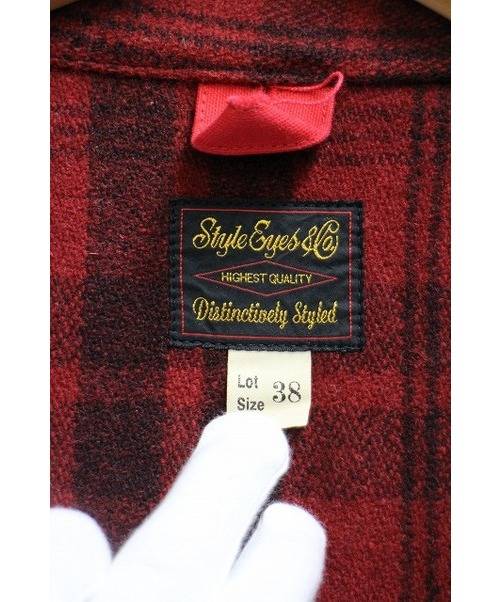 Style Eyes & Co,
HIGHEST QUALITY
Distinctively Styled
Lot
Size 38